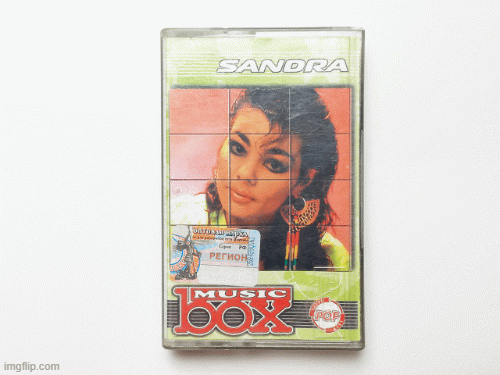 SANDRA
РЕГИОН
MUSIC
box
POP
imgflip.com